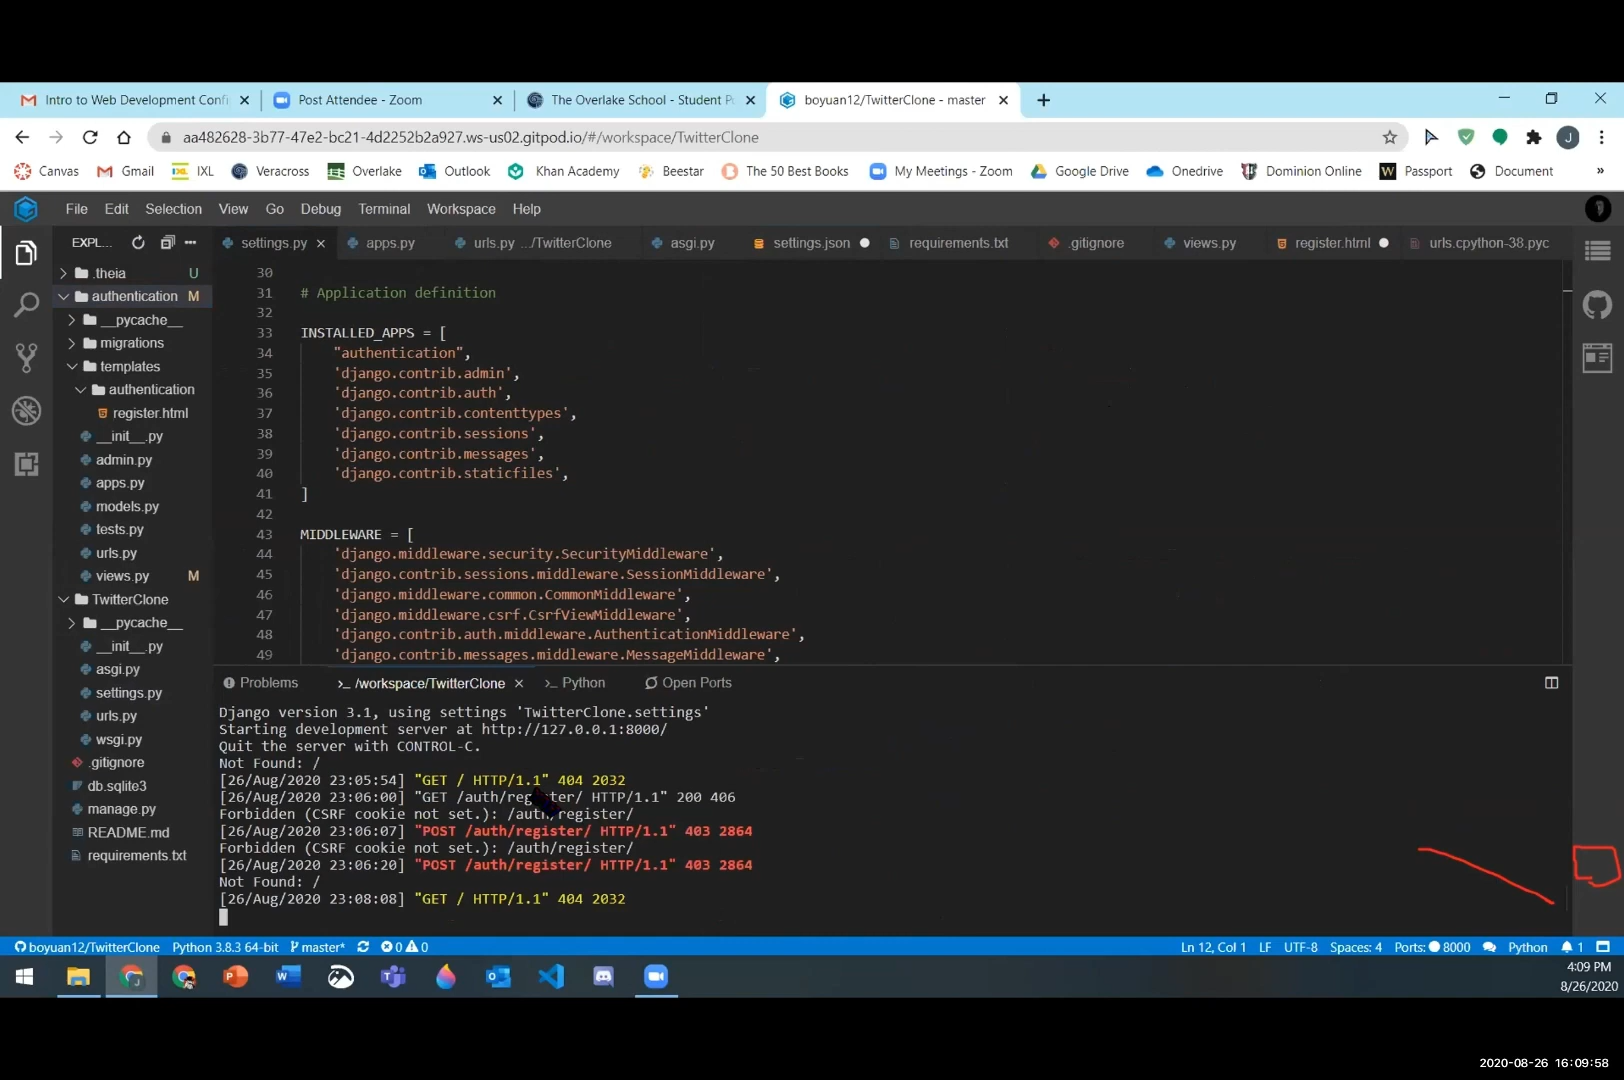 Intro to Web Development Confi
Post Attendee - Zoom
The Overlake School - Student P
boyuan12/TwitterClone - master
aa482628-3b77-47e2-bc21-4d2252b2a927.ws-us02.gitpod.io/#/workspace/TwitterClone
J
Canvas Gmail IXL Veracross Overlake Outlook Khan Academy Beestar The 50 Best Books My Meetings - Zoom Google Drive Onedrive Dominion Online Passport Document »
File Edit Selection View Go Debug Terminal Workspace Help
EXPL...
settings.py apps.py urls.py .../TwitterClone asgi.py settings.json requirements.txt .gitignore views.py register.html urls.cpython-38.pyc
.theia U
authentication M
__pycache__
migrations
templates
authentication
register.html
__init__.py
admin.py
apps.py
models.py
tests.py
urls.py
views.py M
TwitterClone
__pycache__
__init__.py
asgi.py
settings.py
urls.py
wsgi.py
.gitignore
db.sqlite3
manage.py
README.md
requirements.txt
30
31 # Application definition
32
33 INSTALLED_APPS = [
34 "authentication",
35 'django.contrib.admin',
36 'django.contrib.auth',
37 'django.contrib.contenttypes',
38 'django.contrib.sessions',
39 'django.contrib.messages',
40 'django.contrib.staticfiles',
41 ]
42
43 MIDDLEWARE = [
44 'django.middleware.security.SecurityMiddleware',
45 'django.contrib.sessions.middleware.SessionMiddleware',
46 'django.middleware.common.CommonMiddleware',
47 'django.middleware.csrf.CsrfViewMiddleware',
48 'django.contrib.auth.middleware.AuthenticationMiddleware',
49 'django.contrib.messages.middleware.MessageMiddleware',
Problems >_ /workspace/TwitterClone >_ Python Open Ports
Django version 3.1, using settings 'TwitterClone.settings'
Starting development server at http://127.0.0.1:8000/
Quit the server with CONTROL-C.
Not Found: /
[26/Aug/2020 23:05:54] "GET / HTTP/1.1" 404 2032
[26/Aug/2020 23:06:00] "GET /auth/register/ HTTP/1.1" 200 406
Forbidden (CSRF cookie not set.): /auth/register/
[26/Aug/2020 23:06:07] "POST /auth/register/ HTTP/1.1" 403 2864
Forbidden (CSRF cookie not set.): /auth/register/
[26/Aug/2020 23:06:20] "POST /auth/register/ HTTP/1.1" 403 2864
Not Found: /
[26/Aug/2020 23:08:08] "GET / HTTP/1.1" 404 2032
boyuan12/TwitterClone Python 3.8.3 64-bit master* 0 0 Ln 12, Col 1 LF UTF-8 Spaces: 4 Ports: 8000 Python 1
4:09 PM
8/26/2020
2020-08-26 16:09:58